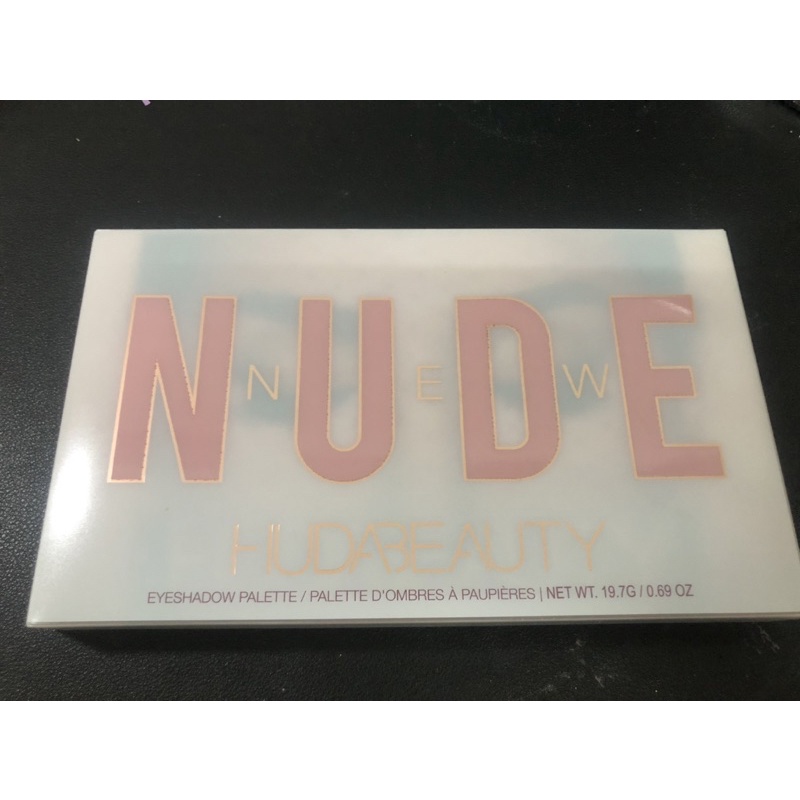 NUDE
NEW
HUDABEAUTY
EYESHADOW PALETTE / PALETTE D'OMBRES À PAUPIÈRES | NET WT. 19.7G / 0.69 OZ